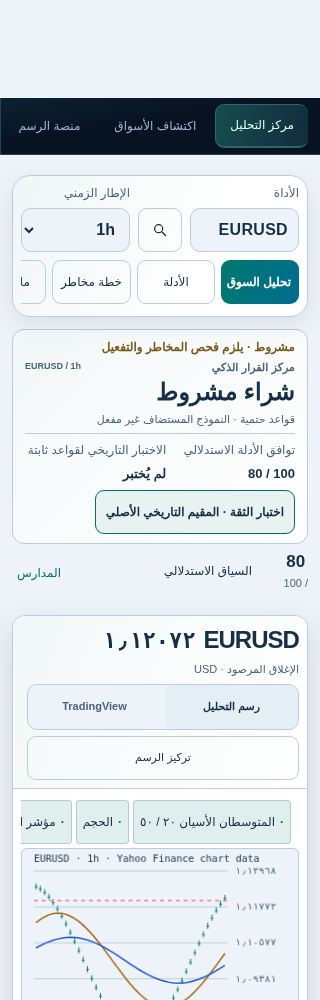 مركز التحليل
اكتشاف الأسواق
منصة الرسم
الأداة
الإطار الزمني
EURUSD
1h
تحليل السوق
الأدلة
خطة مخاطر
مشروط · يلزم فحص المخاطر والتفعيل
مركز القرار الذكي
EURUSD / 1h
شراء مشروط
قواعد حتمية · النموذج المستضاف غير مفعل
توافق الأدلة الاستدلالي
الاختبار التاريخي لقواعد ثابتة
80 / 100
لم يُختبر
اختبار الثقة · المقيم التاريخي الأصلي
80
/ 100
السياق الاستدلالي
المدارس
EURUSD ١٫١٢٠٧٢
الإغلاق المرصود · USD
رسم التحليل
TradingView
تركيز الرسم
· المتوسطان الأسيان ٢٠ / ٥٠
· الحجم
· مؤشر
EURUSD · 1h · Yahoo Finance chart data
١٫١٢٩٦٨
١٫١١٧٧٢
١٫١٠٥٧٧
١٫٠٩٣٨١